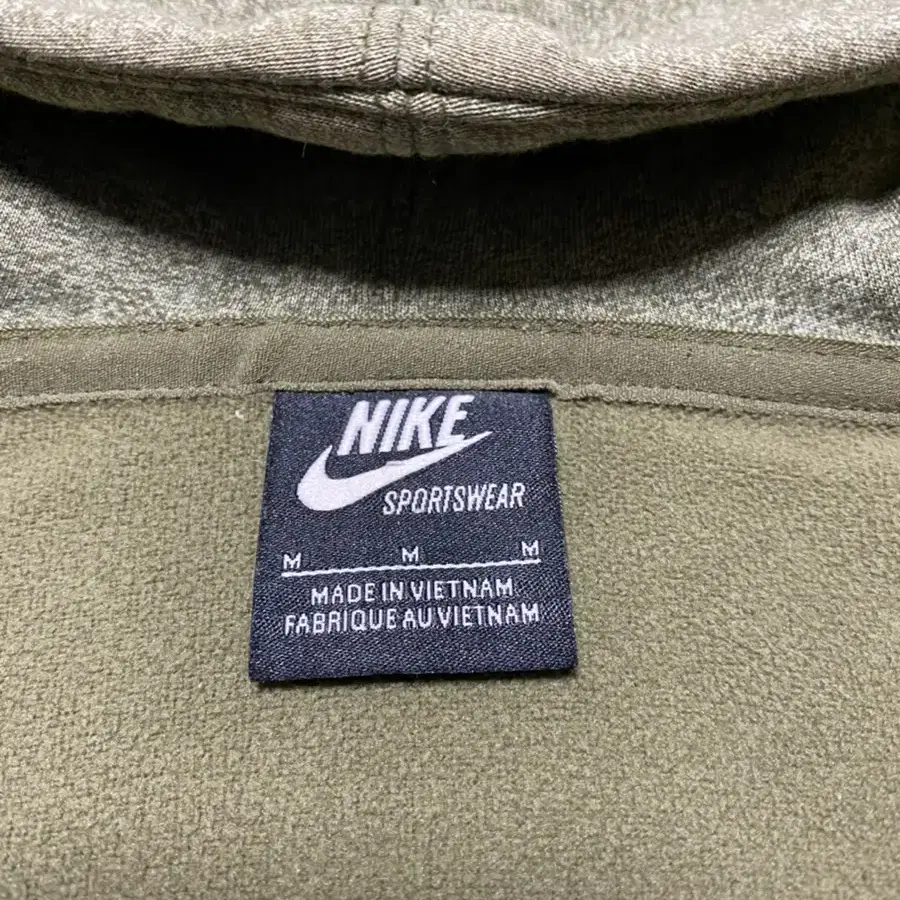 NIKE
SPORTSWEAR
M M M
MADE IN VIETNAM
FABRIQUE AU VIETNAM